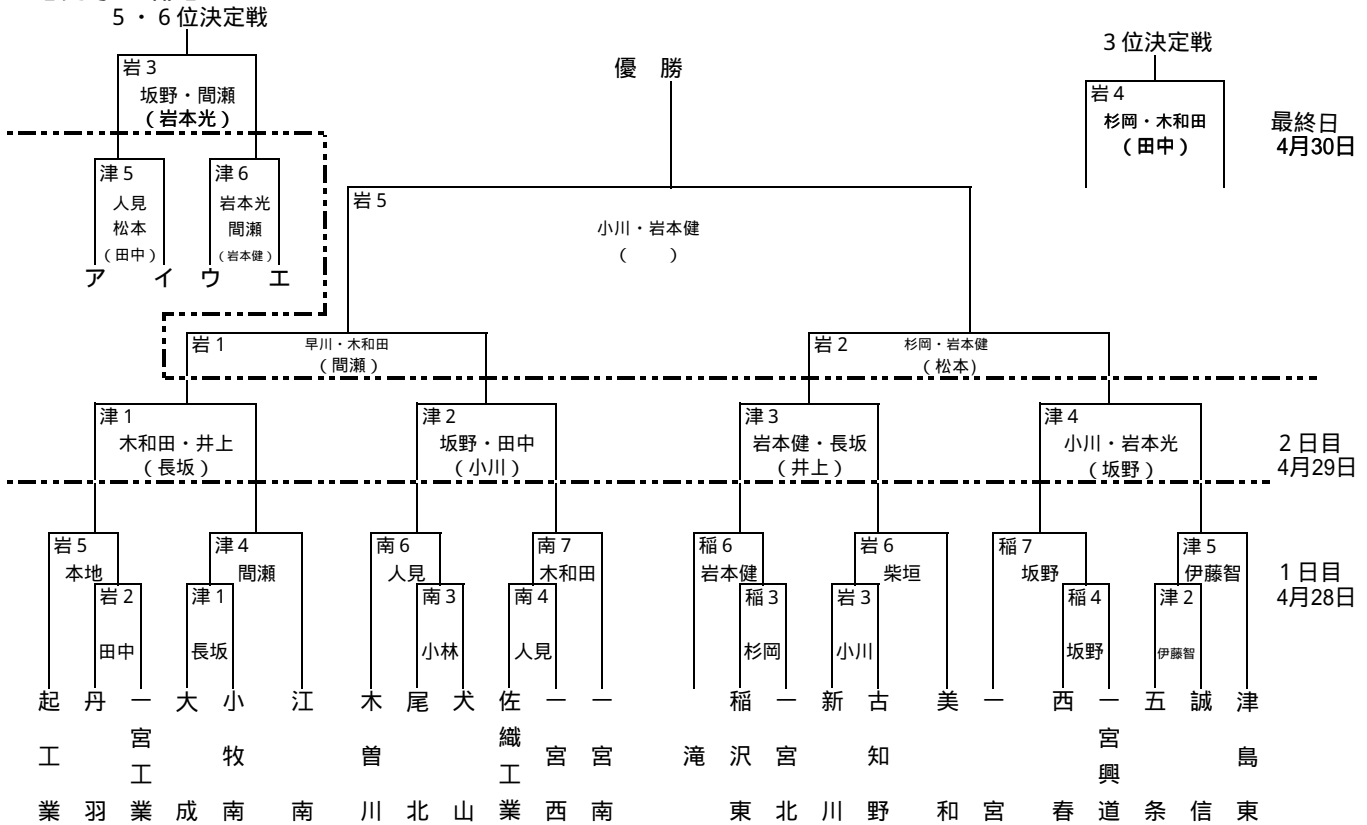 5・6位決定戦
3位決定戦
優 勝
岩3
坂野・間瀬
(岩本光)
岩4
杉岡・木和田
(田中)
最終日
4月30日
津5
人見
松本
(田中)
津6
岩本光
間瀬
(岩本健)
ア イ ウ エ
岩5
小川・岩本健
( )
岩1
早川・木和田
(間瀬)
岩2
杉岡・岩本健
(松本)
津1
木和田・井上
(長坂)
津2
坂野・田中
(小川)
津3
岩本健・長坂
(井上)
津4
小川・岩本光
(坂野)
2日目
4月29日
岩5
本地
津4
間瀬
南6
人見
南7
木和田
稲6
岩本健
岩6
柴垣
稲7
坂野
津5
伊藤智
1日目
4月28日
岩2
田中
津1
長坂
南3
小林
南4
人見
稲3
杉岡
岩3
小川
稲4
坂野
津2
伊藤智
起工業
丹羽
一宮工業
大成
小牧南
江南
木曽川
尾北
犬山
佐織工業
一宮西
一宮南
滝
稲沢東
一宮北
新川
古知野
美和
一宮
西春
一宮興道
五条
誠信
津島東